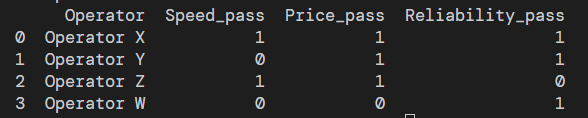 Operator Speed_pass Price_pass Reliability_pass
0 Operator X 1 1 1
1 Operator Y 0 1 1
2 Operator Z 1 1 0
3 Operator W 0 0 1